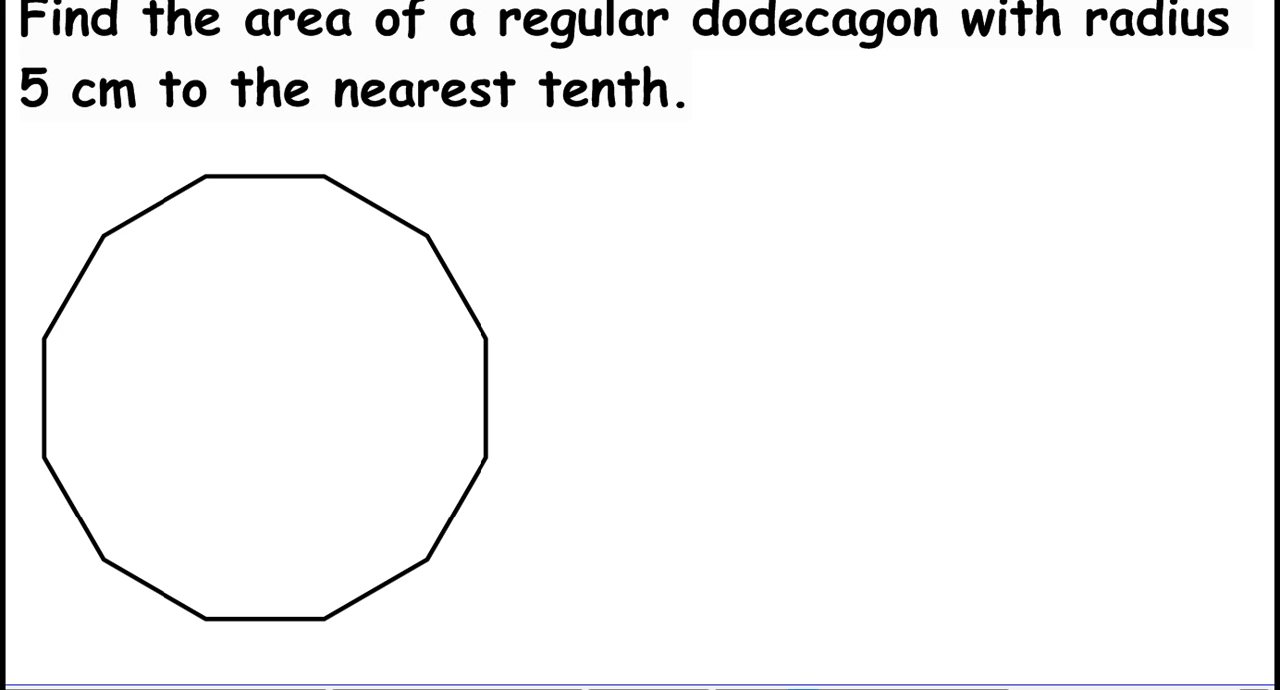 Find the area of a regular dodecagon with radius
5 cm to the nearest tenth.